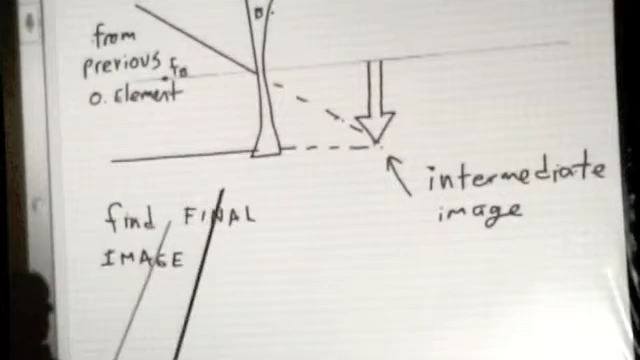 B
from
previous
o. Element
intermediate
image
find FINAL
IMAGE